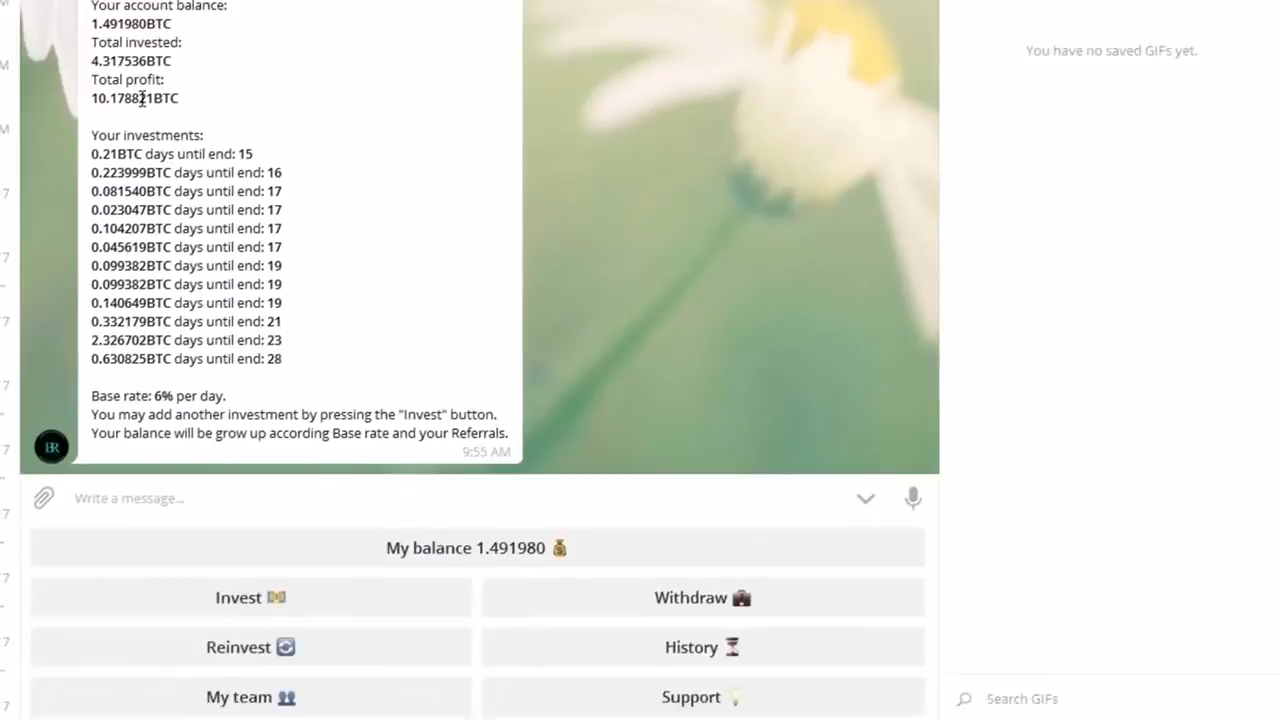 Your account balance:
1.491980BTC
Total invested:
4.317536BTC
Total profit:
10.178821BTC
Your investments:
0.21BTC days until end: 15
0.223999BTC days until end: 16
0.081540BTC days until end: 17
0.023047BTC days until end: 17
0.104207BTC days until end: 17
0.045619BTC days until end: 17
0.099382BTC days until end: 19
0.099382BTC days until end: 19
0.140649BTC days until end: 19
0.332179BTC days until end: 21
2.326702BTC days until end: 23
0.630825BTC days until end: 28
Base rate: 6% per day.
You may add another investment by pressing the "Invest" button.
Your balance will be grow up according Base rate and your Referrals.
9:55 AM
BR
Write a message...
My balance 1.491980 💰
Invest 💴
Withdraw 💼
Reinvest 🔄
History ⏳
My team 👥
Support 💡
You have no saved GIFs yet.
Search GIFs